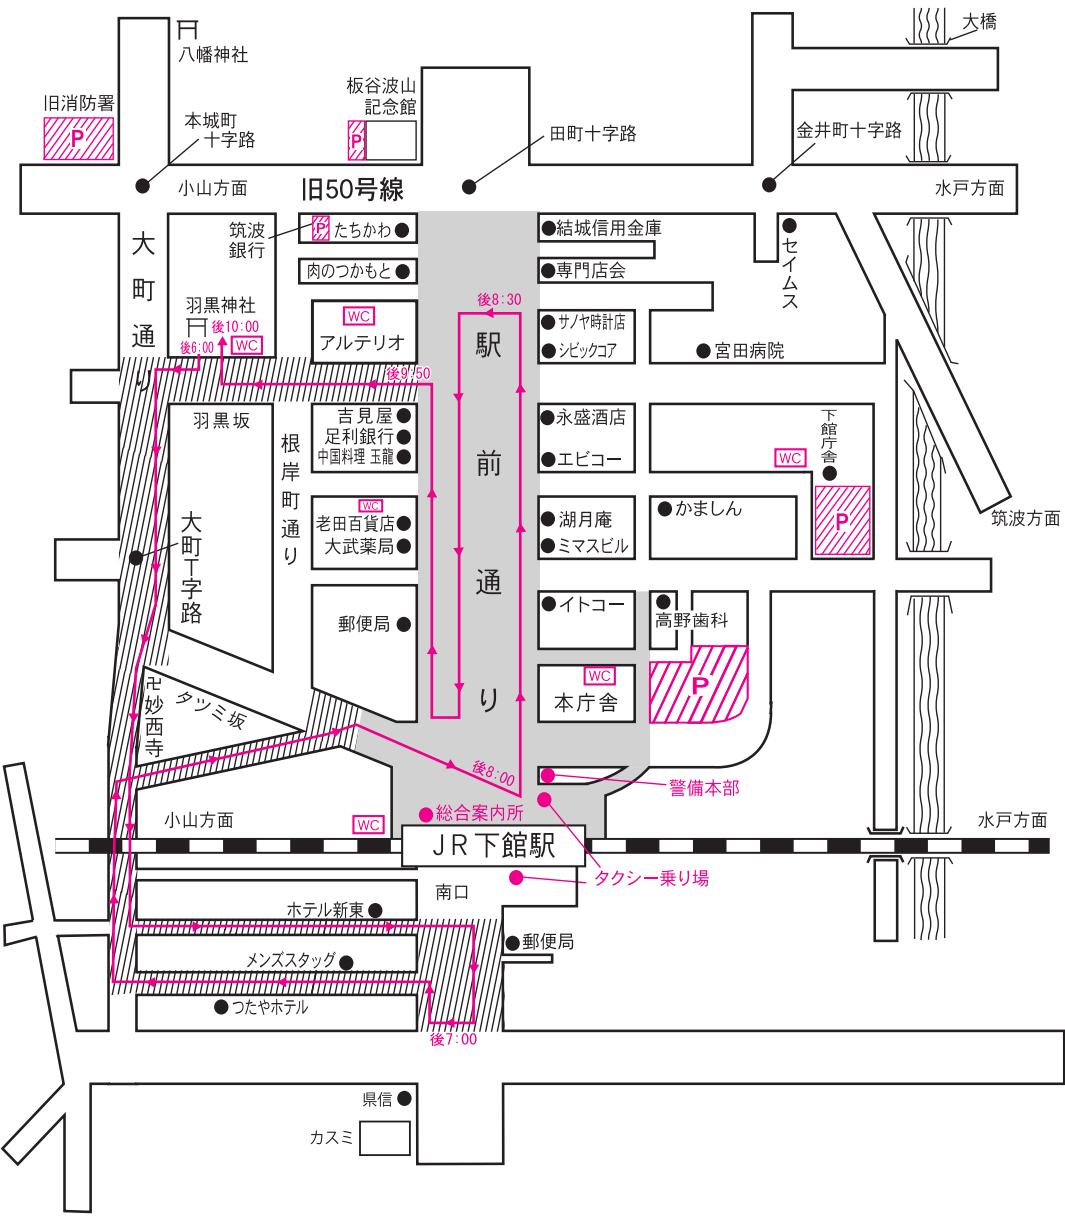 大橋
八幡神社
板谷波山
記念館
旧消防署
P
P
本城町
十字路
田町十字路
金井町十字路
小山方面
旧50号線
水戸方面
筑波
銀行
P
たちかわ
結城信用金庫
セイムス
大町通り
肉のつかもと
専門店会
羽黒神社
後10:00
後6:00
WC
WC
アルテリオ
後8:30
駅前通り
サノヤ時計店
シビックコア
宮田病院
後9:50
羽黒坂
根岸町通り
吉見屋
足利銀行
中国料理 玉龍
永盛酒店
エビコー
下館庁舎
WC
P
筑波方面
WC
老田百貨店
大武薬局
湖月庵
ミマスビル
かましん
大町丁字路
郵便局
イトコー
高野歯科
卍妙西寺
タツミ坂
WC
本庁舎
P
後8:00
警備本部
小山方面
WC
総合案内所
水戸方面
JR下館駅
タクシー乗り場
南口
ホテル新東
郵便局
メンズスタッグ
つたやホテル
後7:00
県信
カスミ